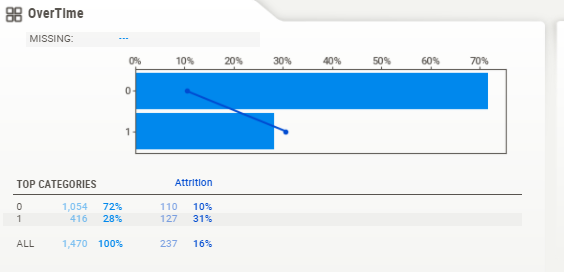 OverTime
MISSING: ---
0% 10% 20% 30% 40% 50% 60% 70%
0
1
TOP CATEGORIES Attrition
0 1,054 72% 110 10%
1 416 28% 127 31%
ALL 1,470 100% 237 16%